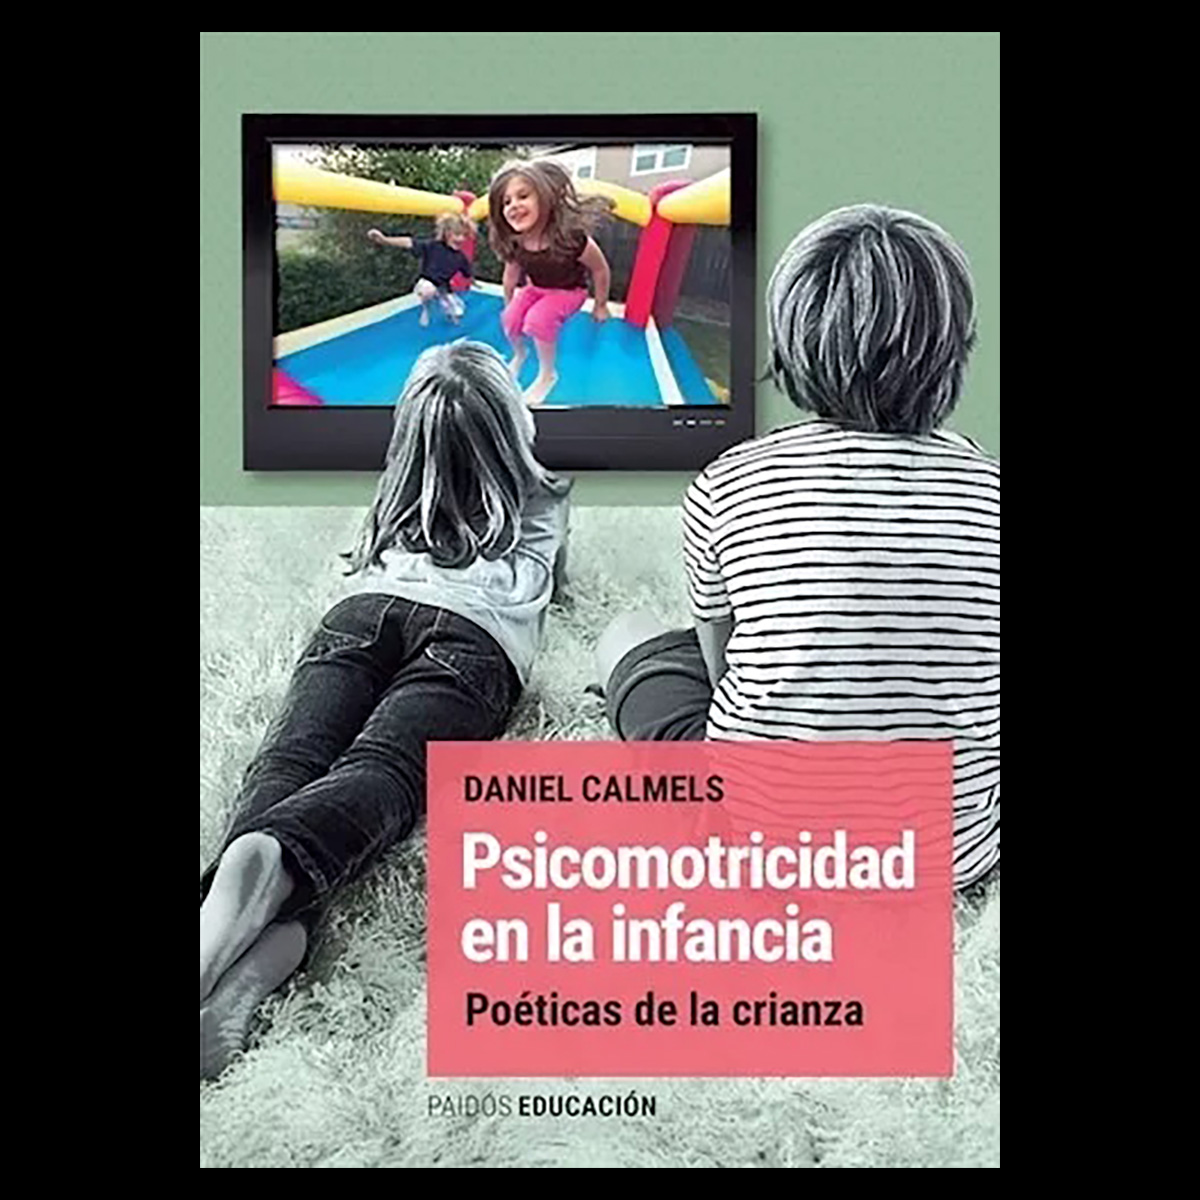 DANIEL CALMELS
Psicomotricidad
en la infancia
Poéticas de la crianza
PAIDÓS EDUCACIÓN